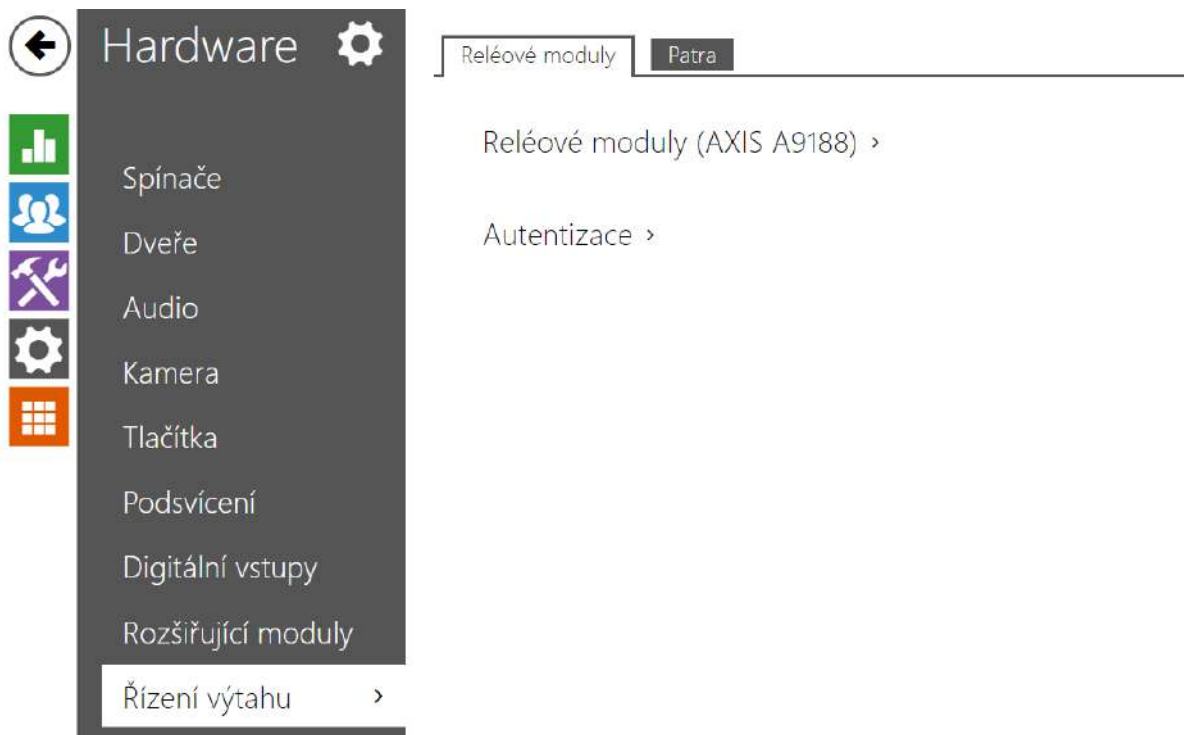 Hardware
Spínače
Dveře
Audio
Kamera
Tlačítka
Podsvícení
Digitální vstupy
Rozšiřující moduly
Řízení výtahu ›
Reléové moduly Patra
Reléové moduly (AXIS A9188) ›
Autentizace ›